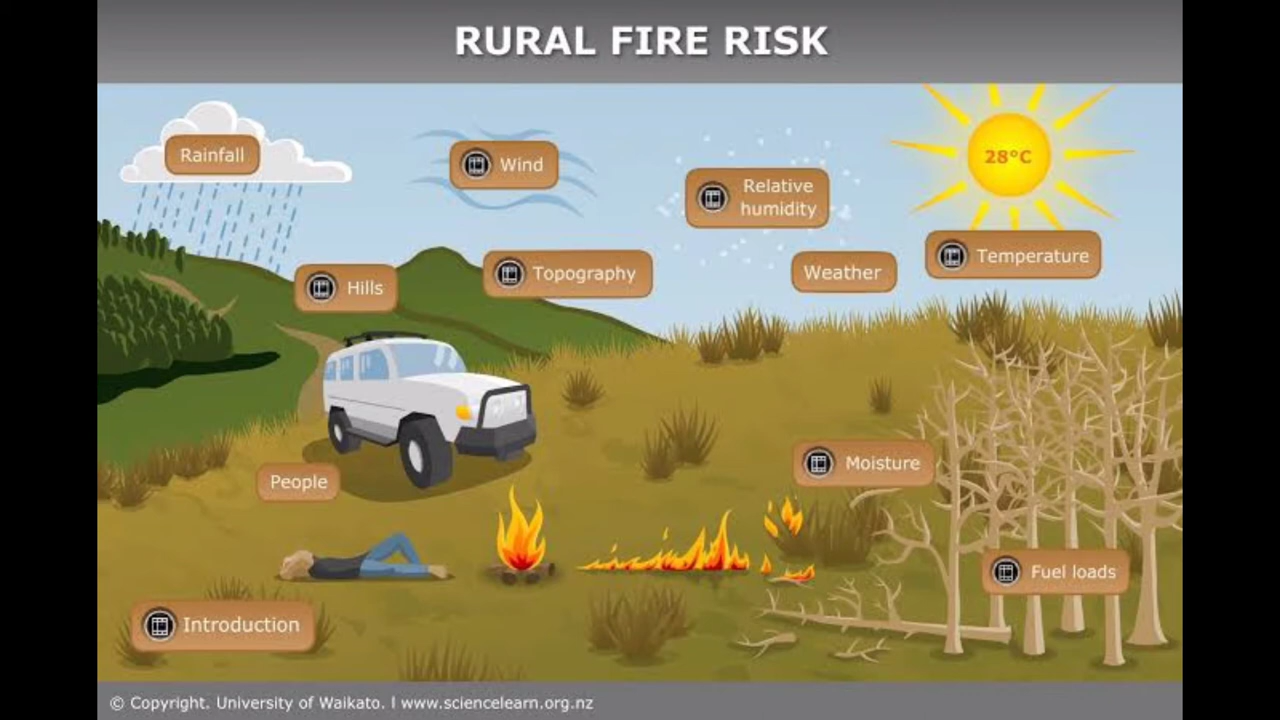 RURAL FIRE RISK
Rainfall
Wind
Relative
humidity
28°C
Hills
Topography
Weather
Temperature
People
Moisture
Fuel loads
Introduction
© Copyright. University of Waikato. l www.sciencelearn.org.nz